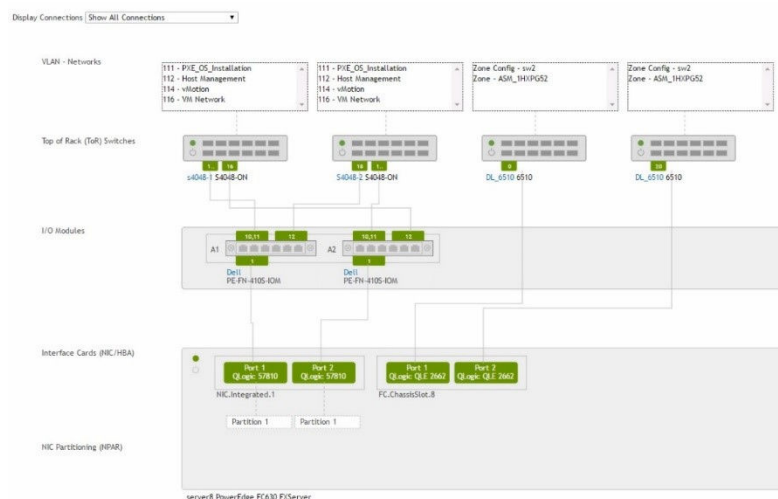 Display Connections Show All Connections
VLAN - Networks
111 - PXE_OS_Installation
112 - Host Management
114 - vMotion
116 - VM Network
111 - PXE_OS_Installation
112 - Host Management
114 - vMotion
116 - VM Network
Zone Config - sw2
Zone - ASM_1HXPG52
Zone Config - sw2
Zone - ASM_1HXPG52
Top of Rack (ToR) Switches
1.. 16
s4048-1 S4048-ON
16 1..
S4048-2 S4048-ON
DL_6510 6510
DL_6510 6510
I/O Modules
A1
10,11 12
Dell
PE-FN-410S-IOM
A2
10,11 12
Dell
PE-FN-410S-IOM
Interface Cards (NIC/HBA)
Port 1
QLogic 57810
Port 2
QLogic 57810
NIC.Integrated.1
Port 1
QLogic QLE 2662
Port 2
QLogic QLE 2662
FC.ChassisSlot.8
Partition 1
Partition 1
NIC Partitioning (NPAR)
server8 PowerEdge FC630 FXServer